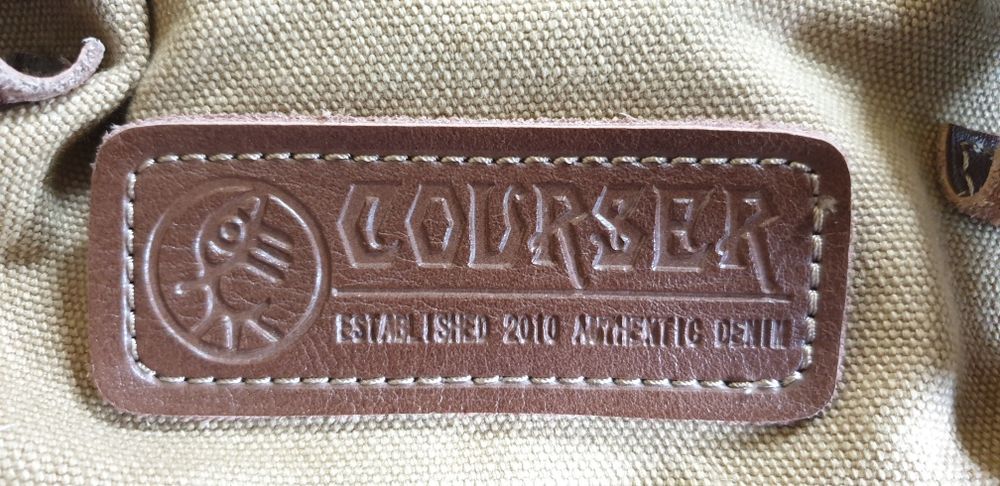 COURSER
ESTABLISHED 2010 AUTHENTIC DENIM